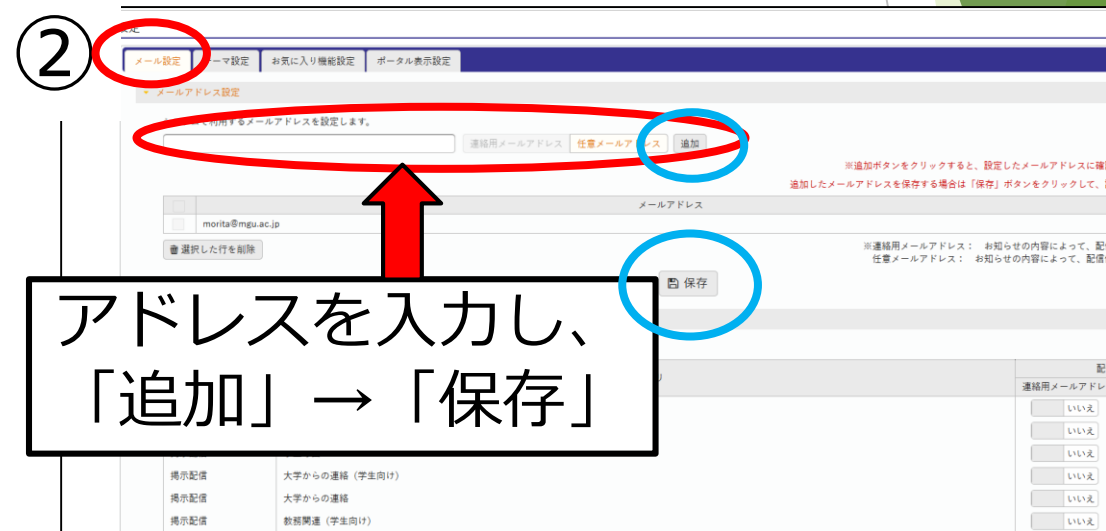 ②
メール設定 ーマ設定 お気に入り機能設定 ポータル表示設定
メールアドレス設定
利用するメールアドレスを設定します。
連絡用メールアドレス 任意メールアドレス 追加
※追加ボタンをクリックすると、設定したメールアドレスに確
追加したメールアドレスを保存する場合は「保存」ボタンをクリックして、
メールアドレス
morita@mgu.ac.jp
選択した行を削除
※連絡用メールアドレス： お知らせの内容によって、配
任意メールアドレス： お知らせの内容によって、配信
保存
アドレスを入力し、
「追加」→「保存」
配
連絡用メールアドレ
いいえ
いいえ
いいえ
掲示配信 大学からの連絡（学生向け） いいえ
掲示配信 大学からの連絡 いいえ
掲示配信 教務関連（学生向け） いいえ